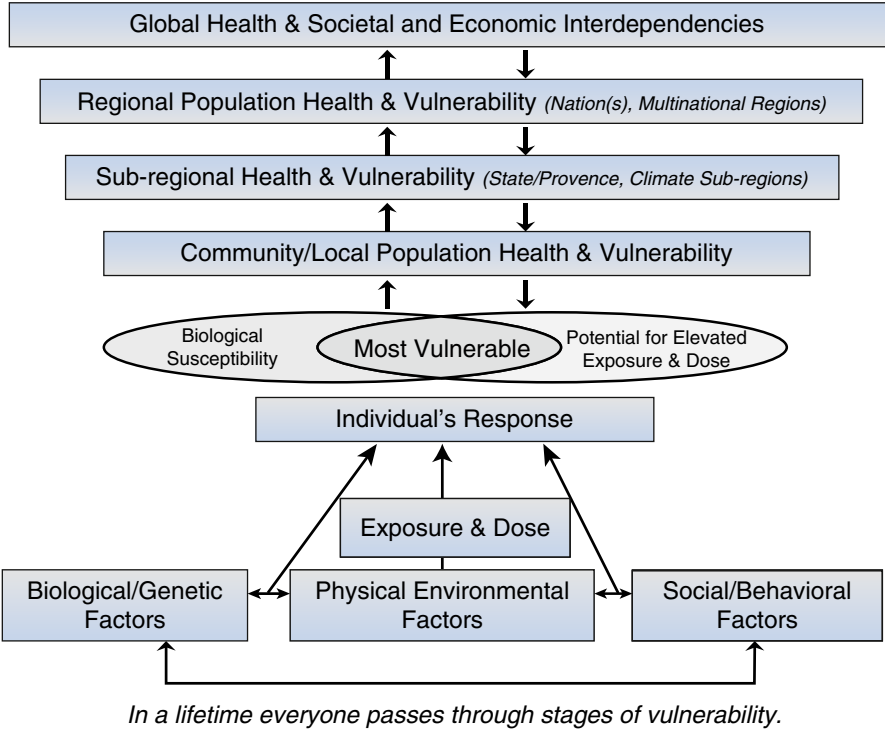 Global Health & Societal and Economic Interdependencies
Regional Population Health & Vulnerability (Nation(s), Multinational Regions)
Sub-regional Health & Vulnerability (State/Provence, Climate Sub-regions)
Community/Local Population Health & Vulnerability
Biological
Susceptibility
Most Vulnerable
Potential for Elevated
Exposure & Dose
Individual's Response
Exposure & Dose
Biological/Genetic
Factors
Physical Environmental
Factors
Social/Behavioral
Factors
In a lifetime everyone passes through stages of vulnerability.